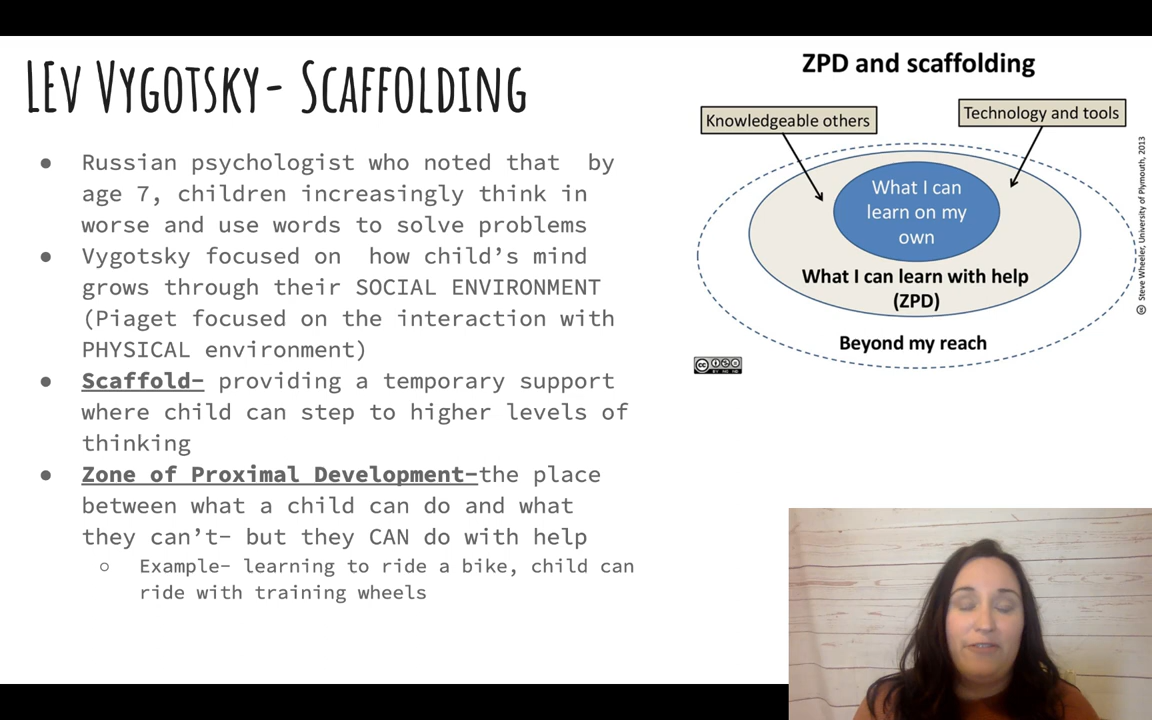 LEV VYGOTSKY- SCAFFOLDING
● Russian psychologist who noted that by
age 7, children increasingly think in
worse and use words to solve problems
● Vygotsky focused on how child's mind
grows through their SOCIAL ENVIRONMENT
(Piaget focused on the interaction with
PHYSICAL environment)
● Scaffold- providing a temporary support
where child can step to higher levels of
thinking
● Zone of Proximal Development-the place
between what a child can do and what
they can't- but they CAN do with help
○ Example- learning to ride a bike, child can
ride with training wheels
ZPD and scaffolding
Knowledgeable others
Technology and tools
What I can
learn on my
own
What I can learn with help
(ZPD)
Beyond my reach
© Steve Wheeler, University of Plymouth, 2013
cc
BY NC ND